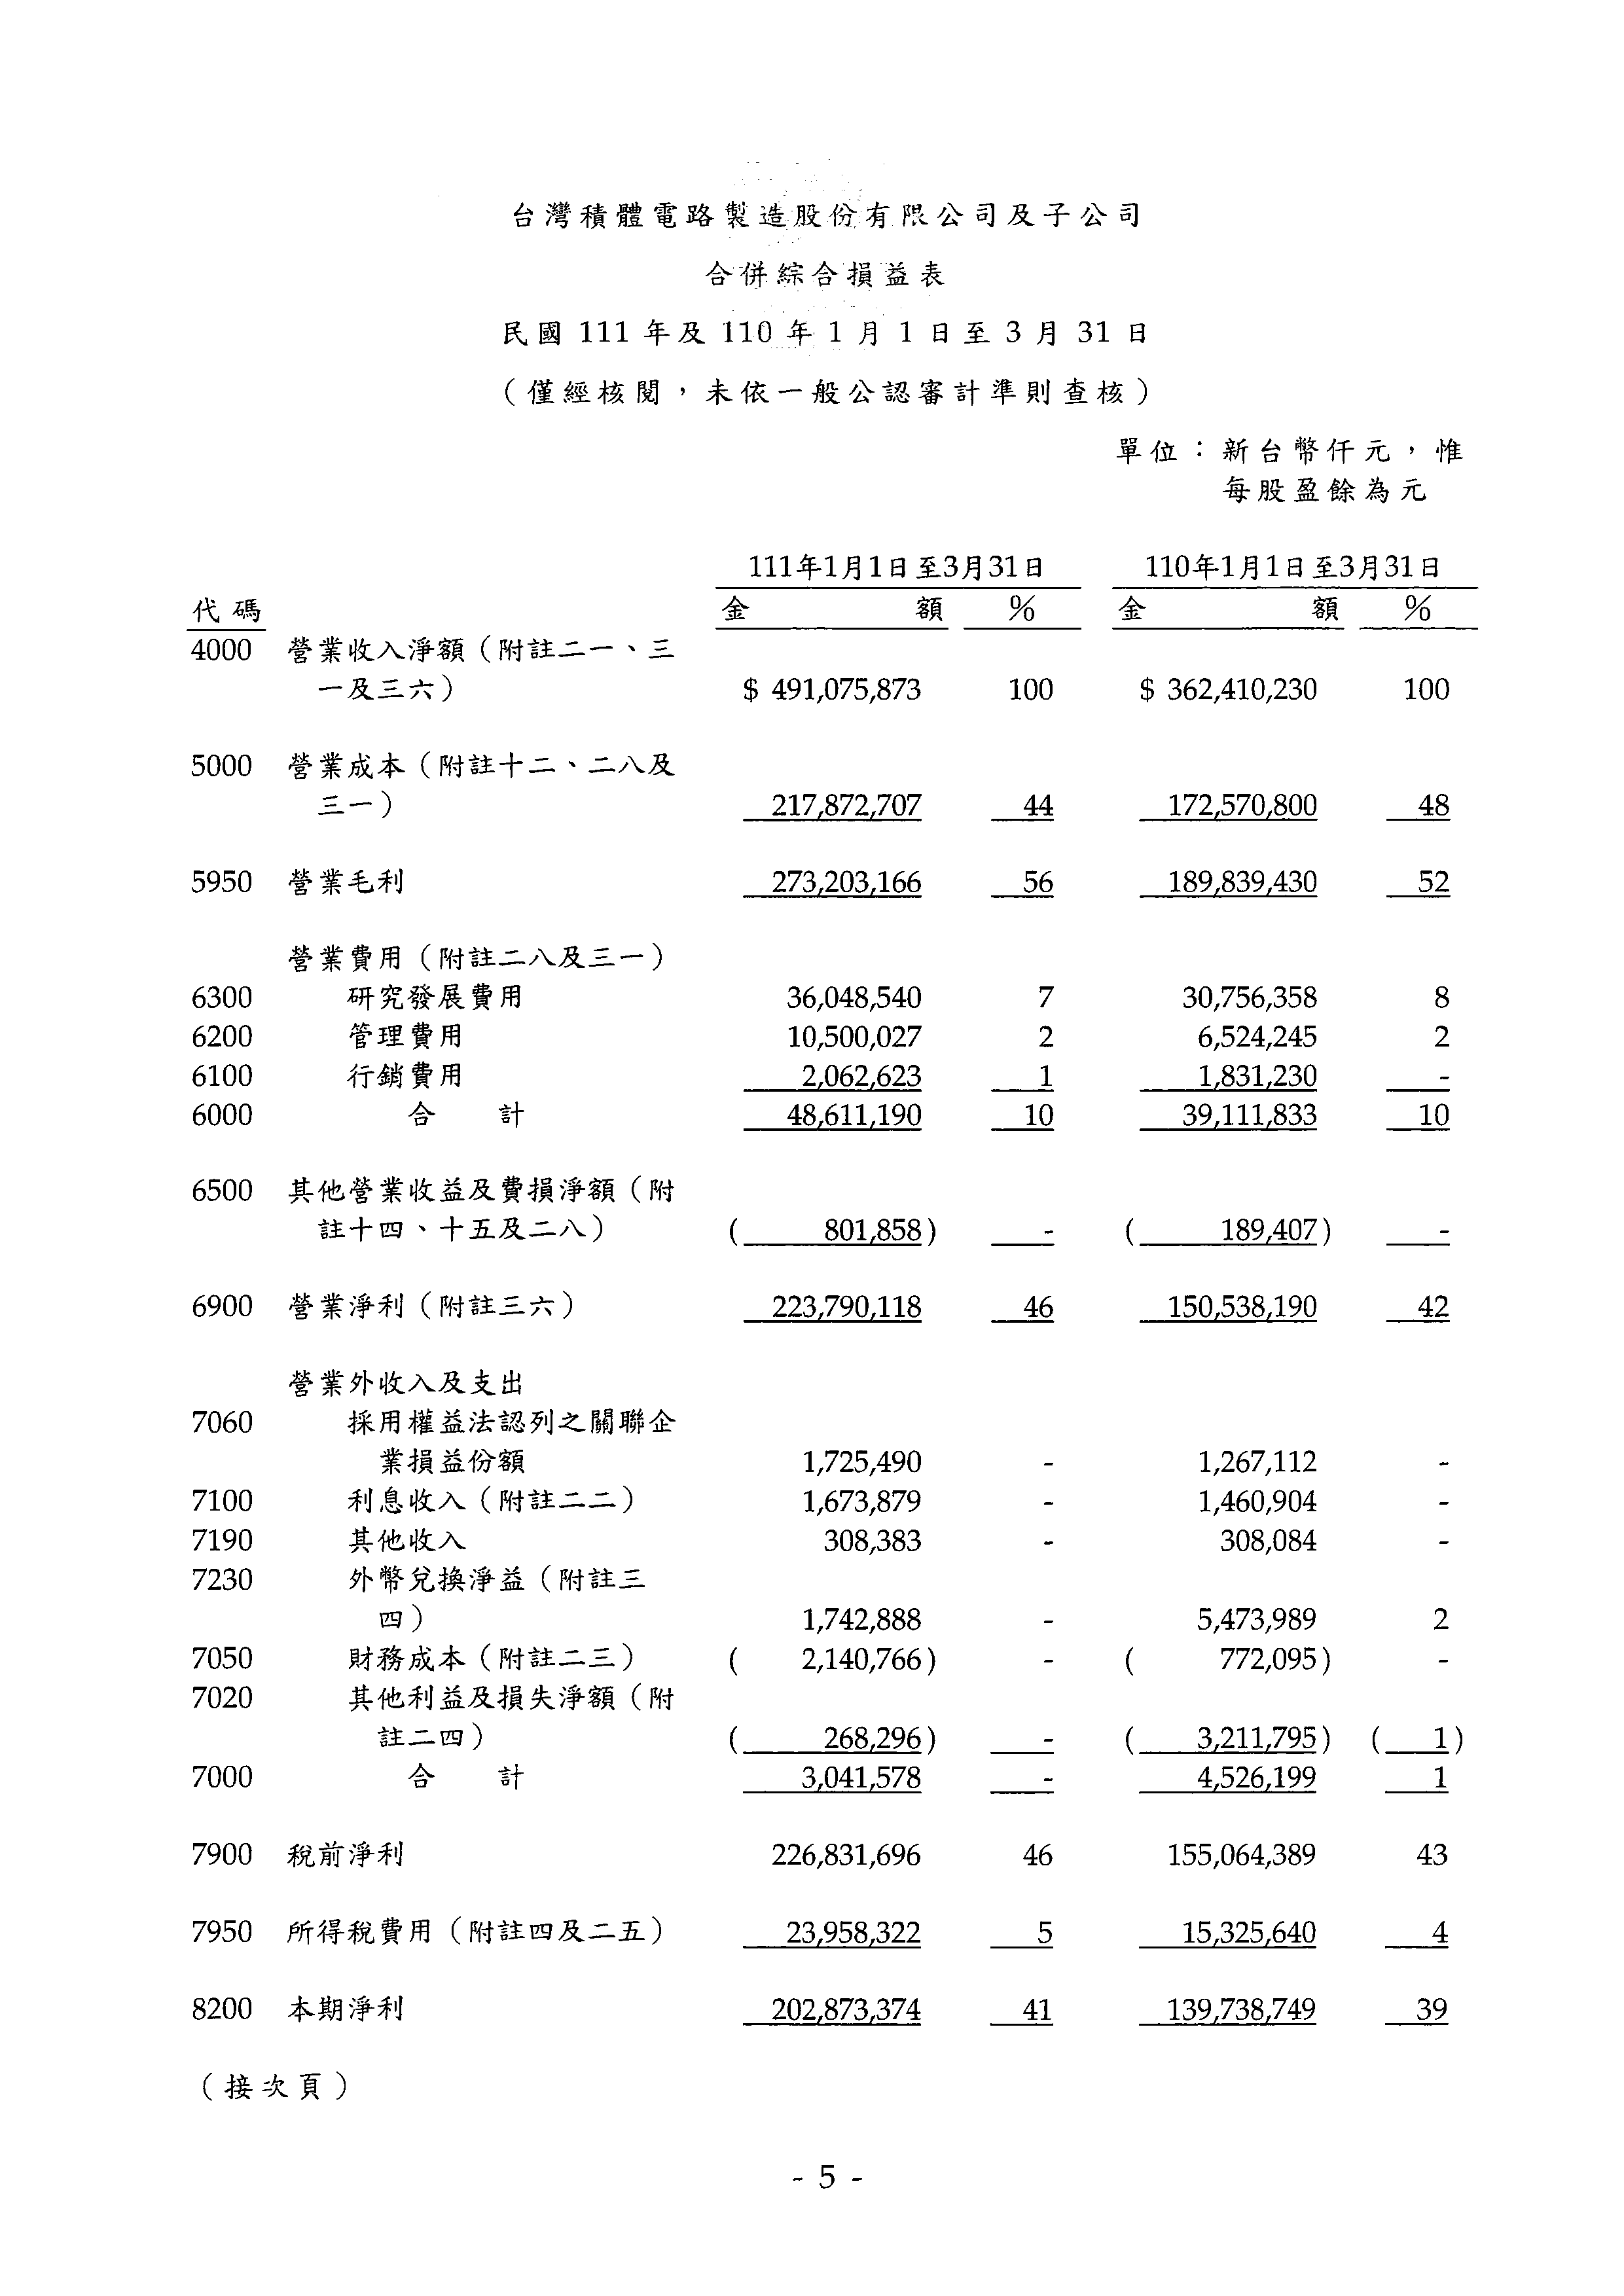 台灣積體電路製造股份有限公司及子公司
合併綜合損益表
民國 111 年及 110 年 1 月 1 日至 3 月 31 日
（僅經核閱，未依一般公認審計準則查核）
單位：新台幣仟元，惟
每股盈餘為元
111年1月1日至3月31日 110年1月1日至3月31日
代碼 金額 % 金額 %
4000 營業收入淨額（附註二一、三
一及三六） $ 491,075,873 100 $ 362,410,230 100
5000 營業成本（附註十二、二八及
三一） 217,872,707 44 172,570,800 48
5950 營業毛利 273,203,166 56 189,839,430 52
營業費用（附註二八及三一）
6300 研究發展費用 36,048,540 7 30,756,358 8
6200 管理費用 10,500,027 2 6,524,245 2
6100 行銷費用 2,062,623 1 1,831,230 -
6000 合計 48,611,190 10 39,111,833 10
6500 其他營業收益及費損淨額（附
註十四、十五及二八） ( 801,858) - ( 189,407) -
6900 營業淨利（附註三六） 223,790,118 46 150,538,190 42
營業外收入及支出
7060 採用權益法認列之關聯企
業損益份額 1,725,490 - 1,267,112 -
7100 利息收入（附註二二） 1,673,879 - 1,460,904 -
7190 其他收入 308,383 - 308,084 -
7230 外幣兌換淨益（附註三
四） 1,742,888 - 5,473,989 2
7050 財務成本（附註二三） ( 2,140,766) - ( 772,095) -
7020 其他利益及損失淨額（附
註二四） ( 268,296) - ( 3,211,795) ( 1)
7000 合計 3,041,578 - 4,526,199 1
7900 稅前淨利 226,831,696 46 155,064,389 43
7950 所得稅費用（附註四及二五） 23,958,322 5 15,325,640 4
8200 本期淨利 202,873,374 41 139,738,749 39
（接次頁）
- 5 -